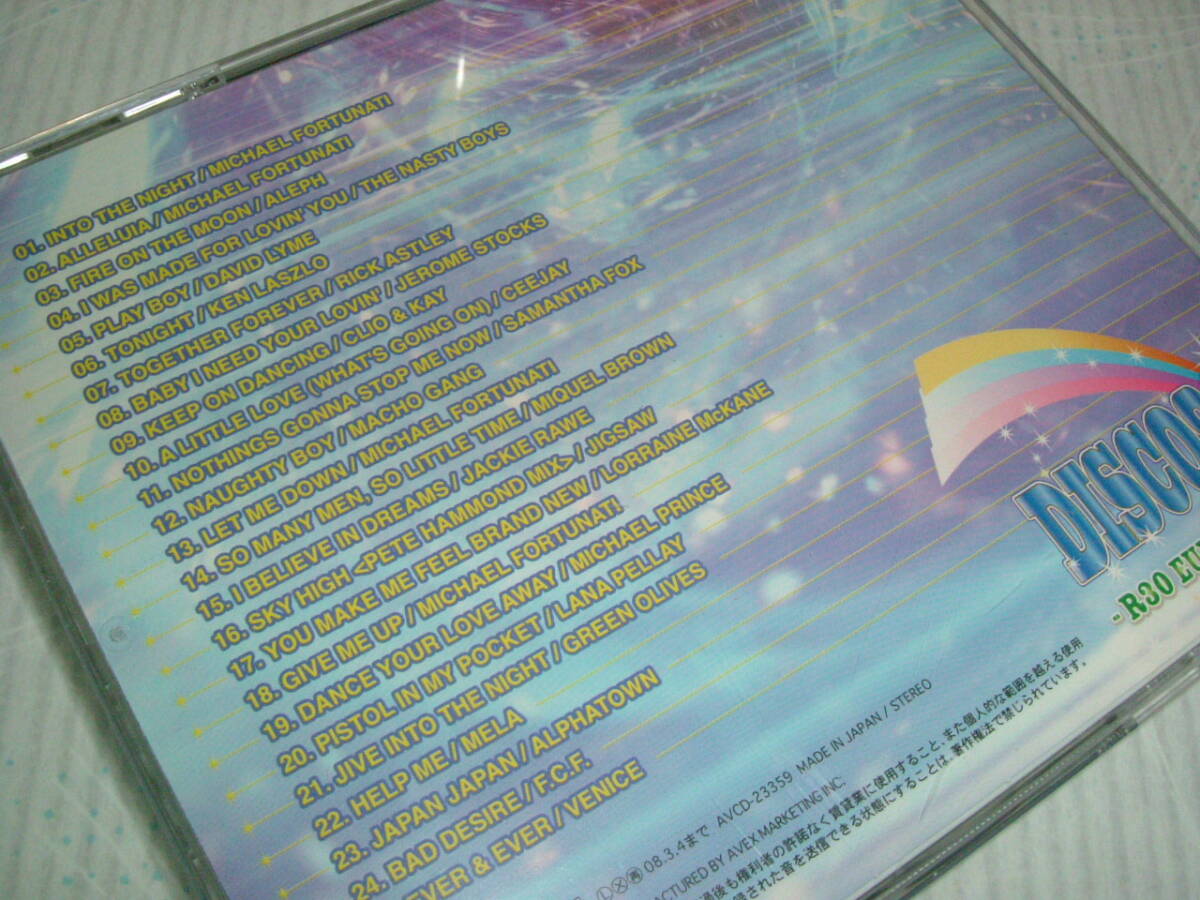 01. INTO THE NIGHT / MICHAEL FORTUNATI
02. ALLELUIA / MICHAEL FORTUNATI
03. FIRE ON THE MOON / ALEPH
04. I WAS MADE FOR LOVIN' YOU / THE NASTY BOYS
05. PLAY BOY / DAVID LYME
06. TONIGHT / KEN LASZLO
07. TOGETHER FOREVER / RICK ASTLEY
08. BABY I NEED YOUR LOVIN' / JEROME STOCKS
09. KEEP ON DANCING / CLIO & KAY
10. A LITTLE LOVE (WHAT'S GOING ON) / CEEJAY
11. NOTHINGS GONNA STOP ME NOW / SAMANTHA FOX
12. NAUGHTY BOY / MACHO GANG
13. LET ME DOWN / MICHAEL FORTUNATI
14. SO MANY MEN, SO LITTLE TIME / MIQUEL BROWN
15. I BELIEVE IN DREAMS / JACKIE RAWE
16. SKY HIGH <PETE HAMMOND MIX> / JIGSAW
17. YOU MAKE ME FEEL BRAND NEW / LORRAINE McKANE
18. GIVE ME UP / MICHAEL FORTUNATI
19. DANCE YOUR LOVE AWAY / MICHAEL PRINCE
20. PISTOL IN MY POCKET / LANA PELLAY
21. JIVE INTO THE NIGHT / GREEN OLIVES
22. HELP ME / MELA
23. JAPAN JAPAN / ALPHATOWN
24. BAD DESIRE / F.C.F.
EVER & EVER / VENICE
DISCO
- R30 EU
Ⓛ Ⓧ 再 08.3.4まで AVCD-23359 MADE IN JAPAN / STEREO
ACTURED BY AVEX MARKETING INC.
過後も権利者の許諾なく賃貸業に使用すること、また個人的な範囲を越える使用
された音を送信できる状態にすることは、著作権法で禁じられています。